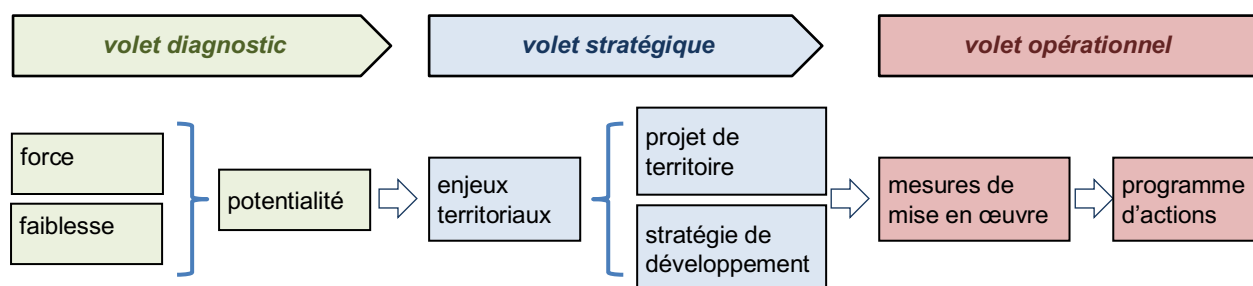 volet diagnostic
volet stratégique
volet opérationnel
force
faiblesse
potentialité
enjeux
territoriaux
projet de
territoire
stratégie de
développement
mesures de
mise en œuvre
programme
d'actions